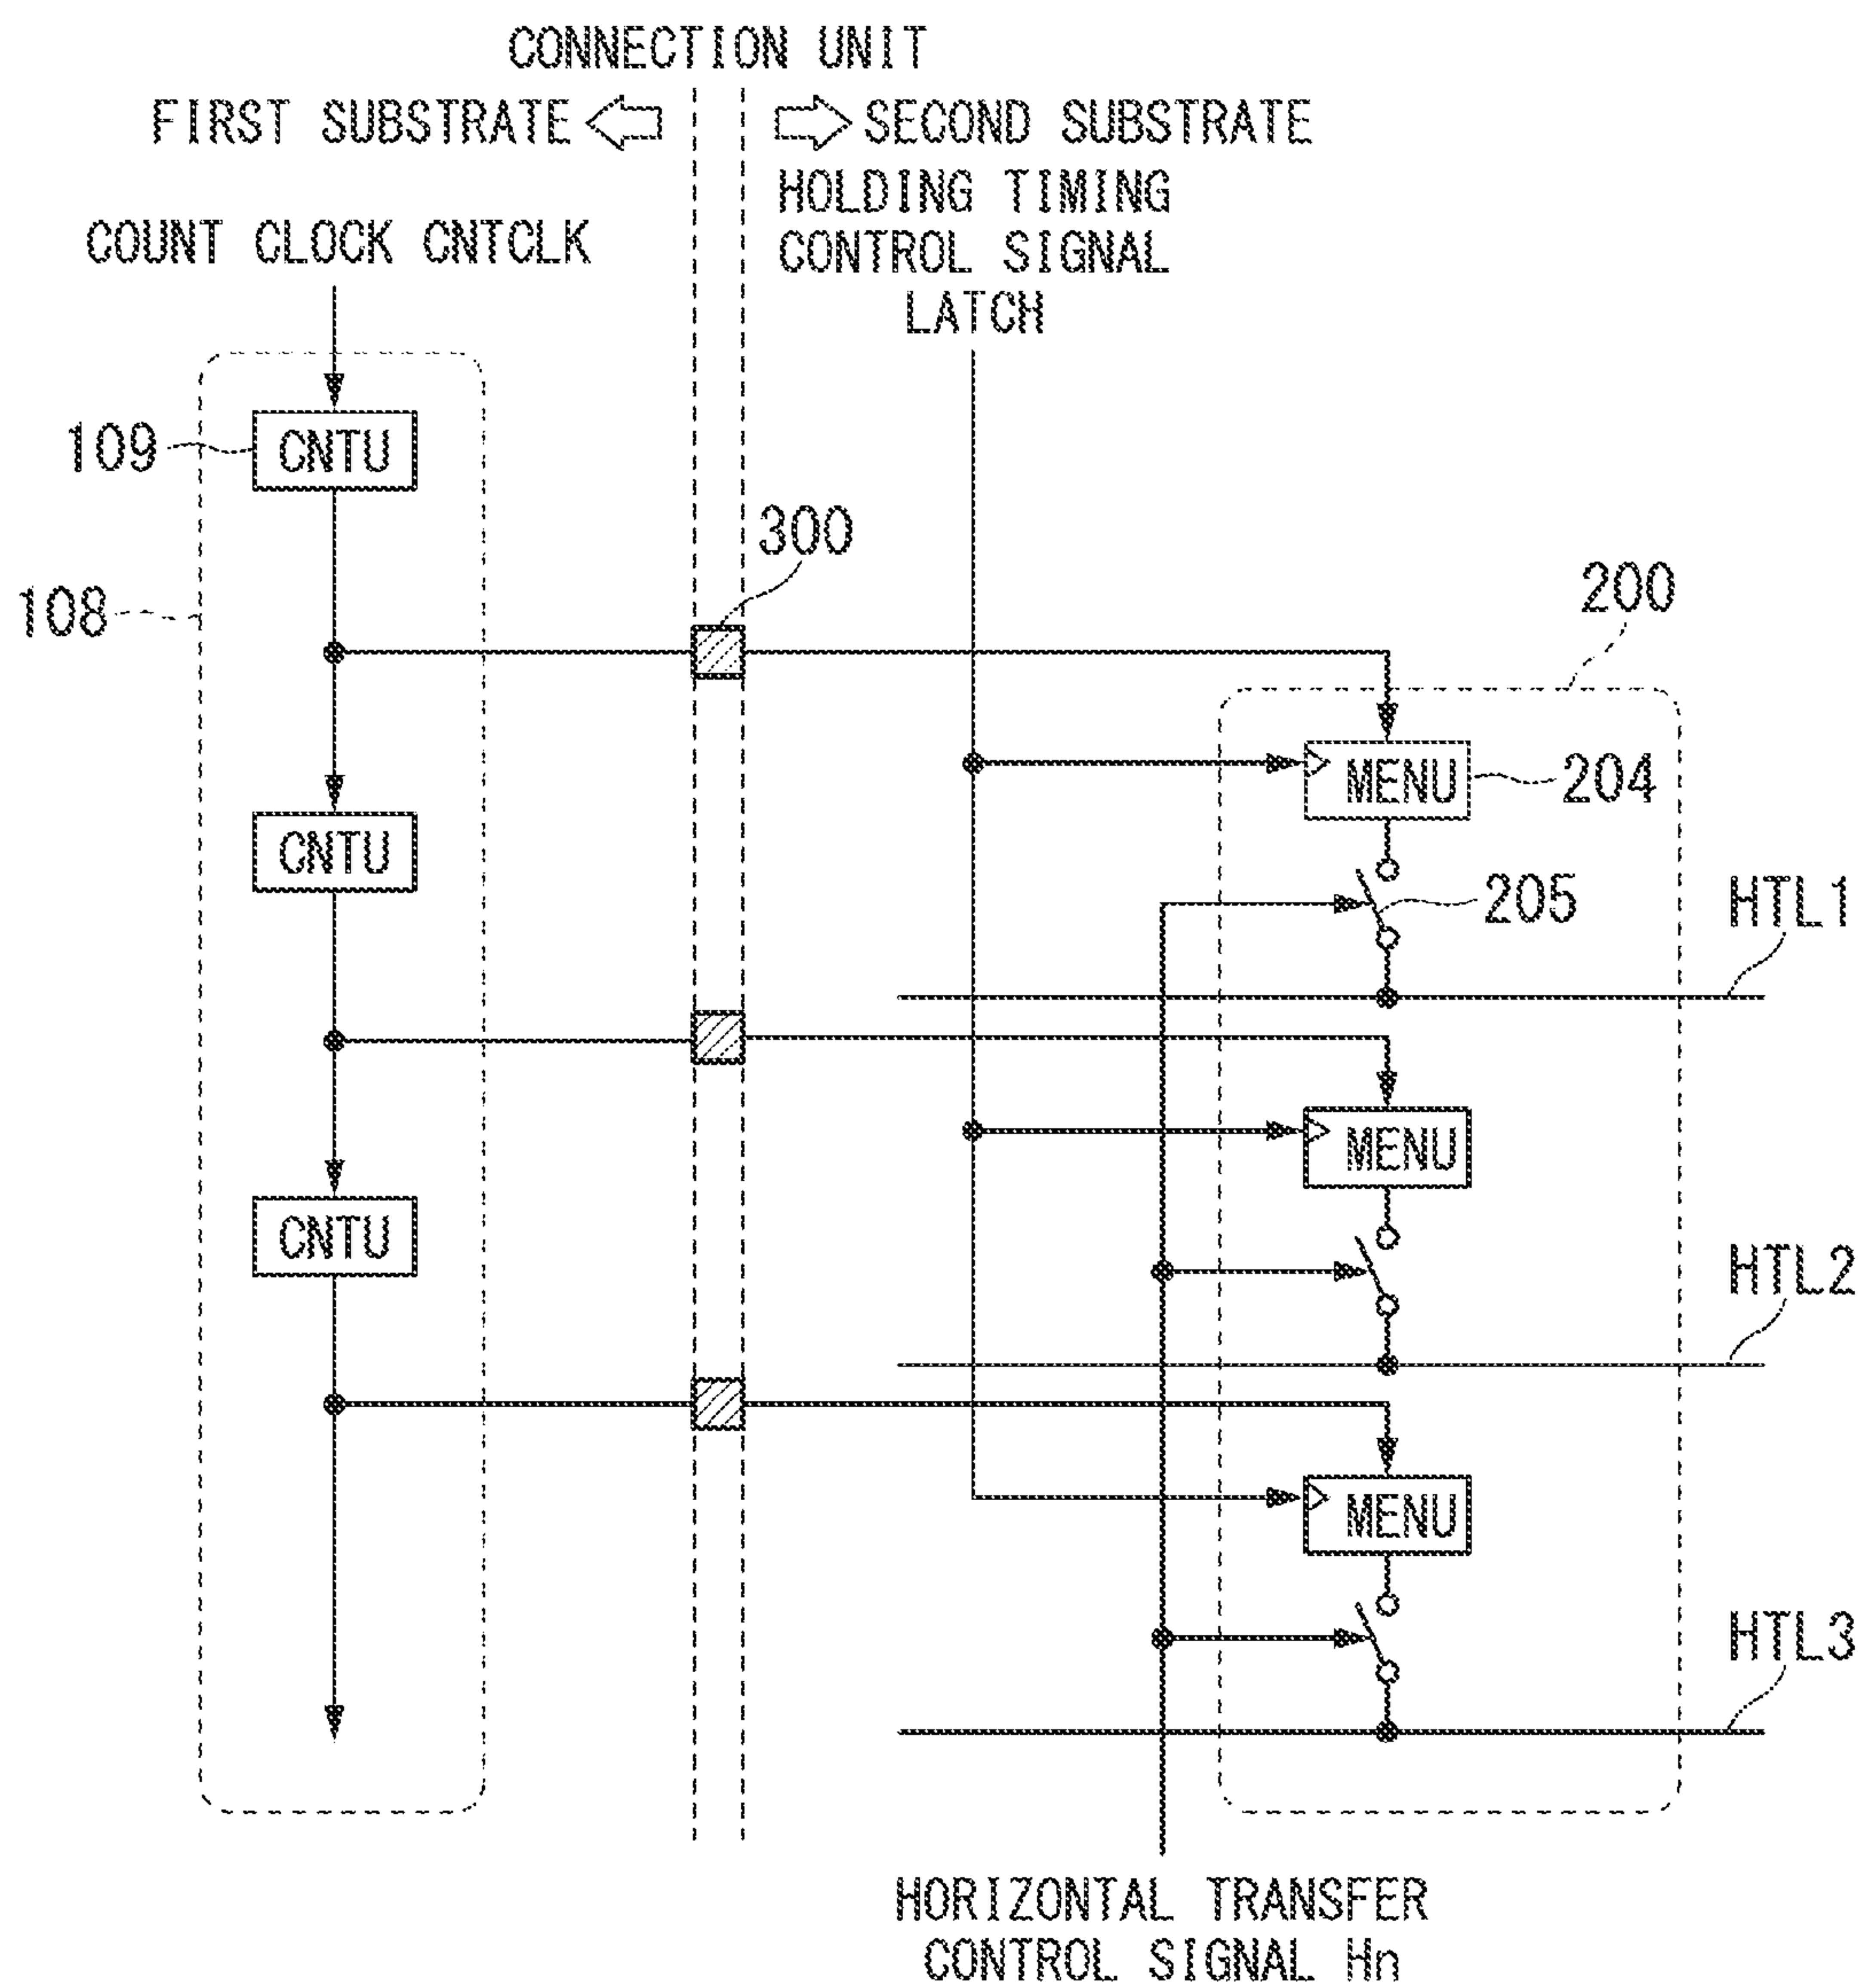 CONNECTION UNIT
FIRST SUBSTRATE
SECOND SUBSTRATE
HOLDING TIMING
CONTROL SIGNAL
LATCH
COUNT CLOCK CNTCLK
109
CNTU
300
108
200
MENU
204
CNTU
205
HTL1
MENU
CNTU
HTL2
MENU
HTL3
HORIZONTAL TRANSFER
CONTROL SIGNAL Hn